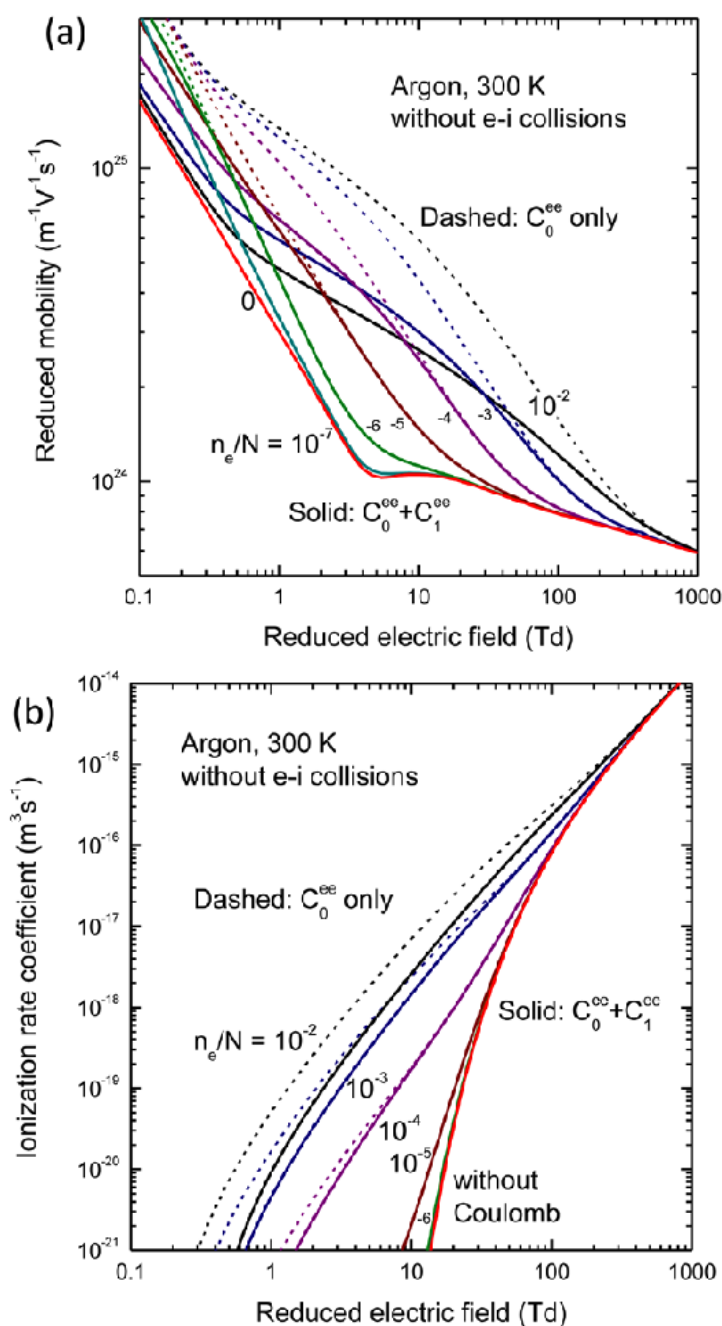 (a)
Argon, 300 K
without e-i collisions
Dashed: C₀ᵉᵉ only
0
nₑ/N = 10⁻⁷
-6
-5
-4
-3
10⁻²
Solid: C₀ᵉᵉ+C₁ᵉᵉ
10²⁵
10²⁴
Reduced mobility (m⁻¹V⁻¹s⁻¹)
0.1 1 10 100 1000
Reduced electric field (Td)
(b)
Argon, 300 K
without e-i collisions
Dashed: C₀ᵉᵉ only
nₑ/N = 10⁻²
10⁻³
10⁻⁴
10⁻⁵
-6
Solid: C₀ᵉᵉ+C₁ᵉᵉ
without
Coulomb
10⁻¹⁴
10⁻¹⁵
10⁻¹⁶
10⁻¹⁷
10⁻¹⁸
10⁻¹⁹
10⁻²⁰
10⁻²¹
Ionization rate coefficient (m³s⁻¹)
0.1 1 10 100 1000
Reduced electric field (Td)